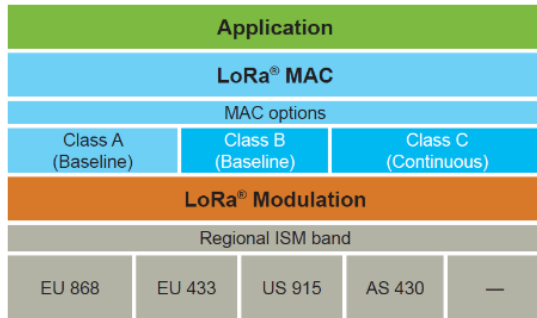 Application
LoRa® MAC
MAC options
Class A
(Baseline)
Class B
(Baseline)
Class C
(Continuous)
LoRa® Modulation
Regional ISM band
EU 868
EU 433
US 915
AS 430
—